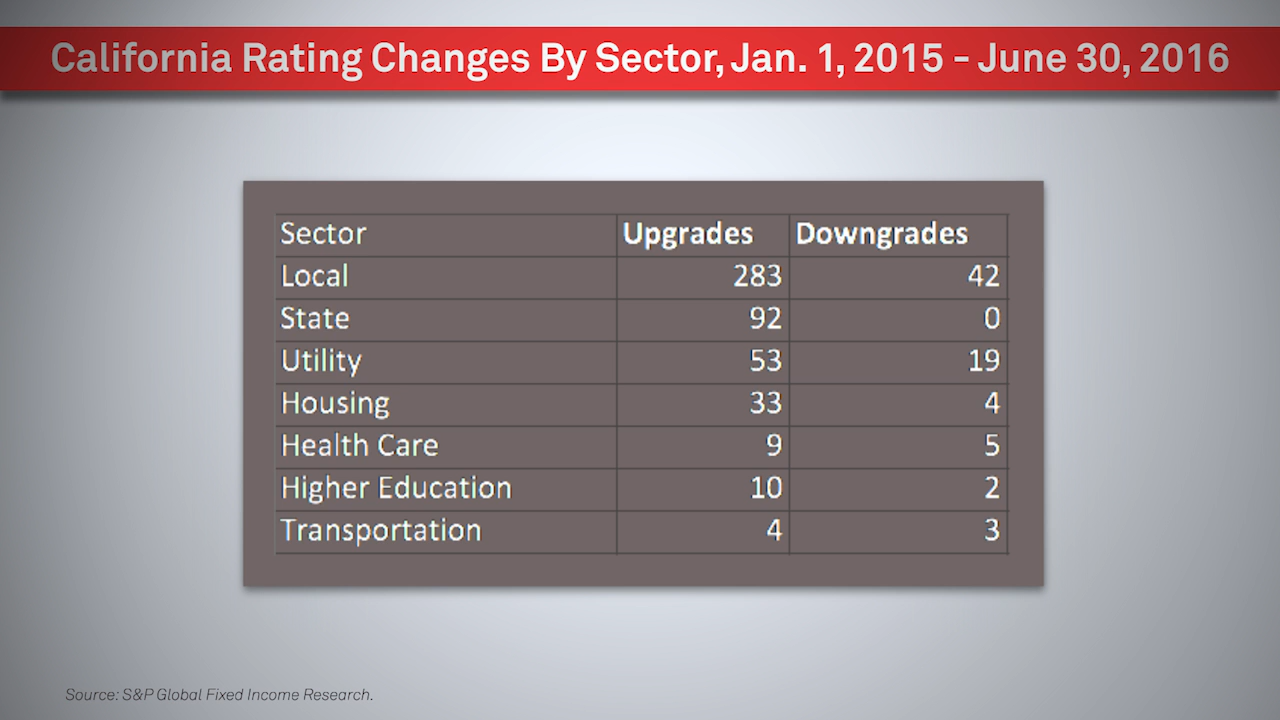 California Rating Changes By Sector, Jan. 1, 2015 - June 30, 2016
Sector Upgrades Downgrades
Local 283 42
State 92 0
Utility 53 19
Housing 33 4
Health Care 9 5
Higher Education 10 2
Transportation 4 3
Source: S&P Global Fixed Income Research.